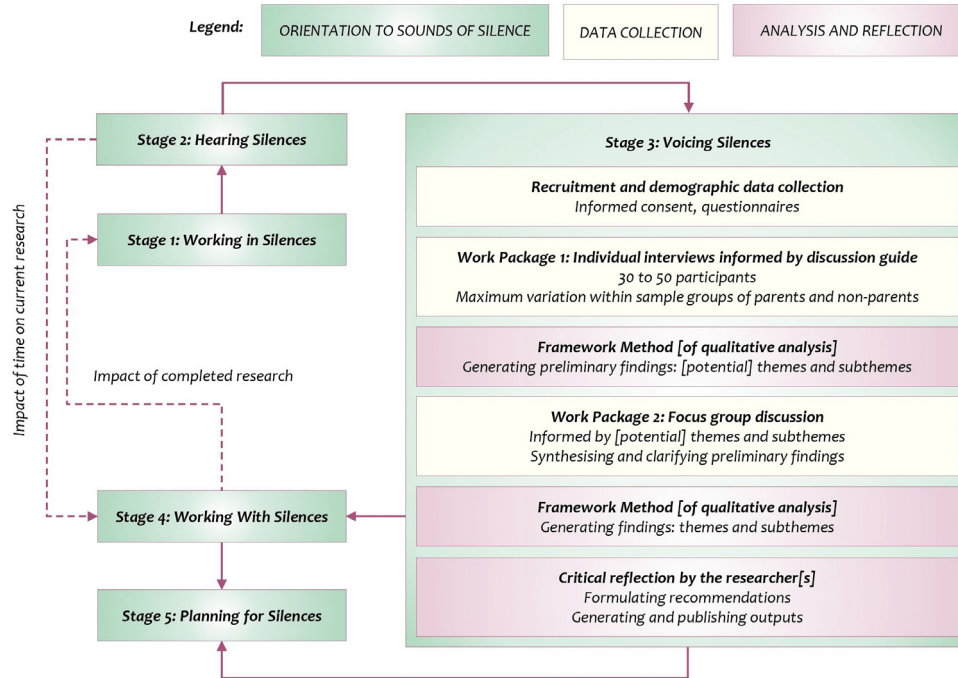 Legend:
ORIENTATION TO SOUNDS OF SILENCE
DATA COLLECTION
ANALYSIS AND REFLECTION
Stage 2: Hearing Silences
Stage 1: Working in Silences
Impact of time on current research
Impact of completed research
Stage 4: Working With Silences
Stage 5: Planning for Silences
Stage 3: Voicing Silences
Recruitment and demographic data collection
Informed consent, questionnaires
Work Package 1: Individual interviews informed by discussion guide
30 to 50 participants
Maximum variation within sample groups of parents and non-parents
Framework Method [of qualitative analysis]
Generating preliminary findings: [potential] themes and subthemes
Work Package 2: Focus group discussion
Informed by [potential] themes and subthemes
Synthesising and clarifying preliminary findings
Framework Method [of qualitative analysis]
Generating findings: themes and subthemes
Critical reflection by the researcher[s]
Formulating recommendations
Generating and publishing outputs